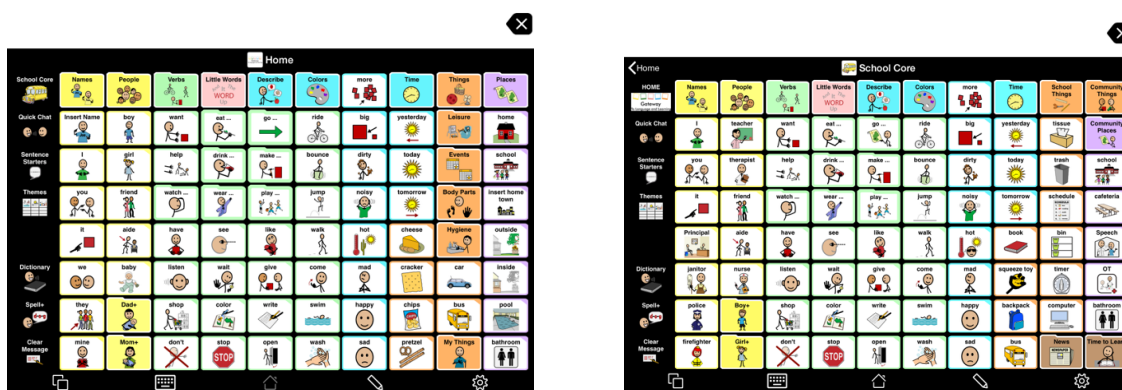 Home
School Core Names People Verbs Little Words Describe Colors more Time Things Places
WORD
Up
Quick Chat Insert Name boy want eat ... go ... ride big yesterday Leisure home
Sentence Starters I girl help drink ... make ... bounce dirty today Events school
Themes you friend watch ... wear ... play ... jump noisy tomorrow Body Parts insert home town
it aide have see like walk hot cheese Hygiene outside
Dictionary we baby listen wait give come mad cracker car inside
Spell+ they Dad+ shop color write swim happy chips bus pool
Clear Message mine Mom+ don't stop open wash sad pretzel My Things bathroom
STOP
Home
School Core
HOME Names People Verbs Little Words Describe Colors more Time School Things Community Things
Gateway
WORD
Up
Quick Chat I teacher want eat ... go ... ride big yesterday tissue Community Places
Sentence Starters you therapist help drink ... make ... bounce dirty today trash school
Themes it friend watch ... wear ... play ... jump noisy tomorrow schedule cafeteria
Principal aide have see like walk hot book bin Speech
Dictionary janitor nurse listen wait give come mad squeeze toy timer OT
Spell+ police Boy+ shop color write swim happy backpack computer bathroom
Clear Message firefighter Girl+ don't stop open wash sad bus News Time to Lea
STOP